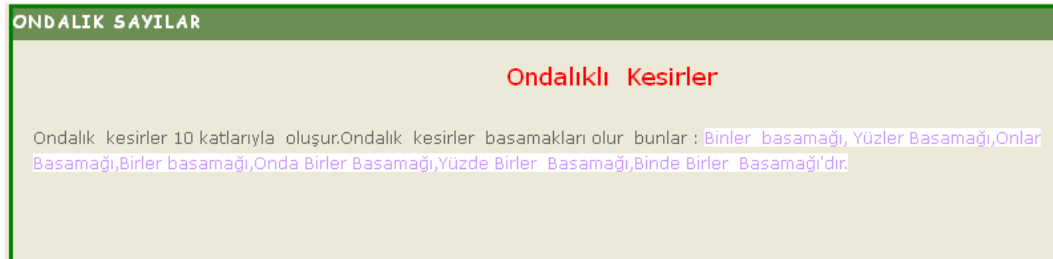 ONDALIK SAYILAR
Ondalıklı Kesirler
Ondalık kesirler 10 katlarıyla oluşur.Ondalık kesirler basamakları olur bunlar : Binler basamağı, Yüzler Basamağı,Onlar
Basamağı,Birler basamağı,Onda Birler Basamağı,Yüzde Birler Basamağı,Binde Birler Basamağı'dır.